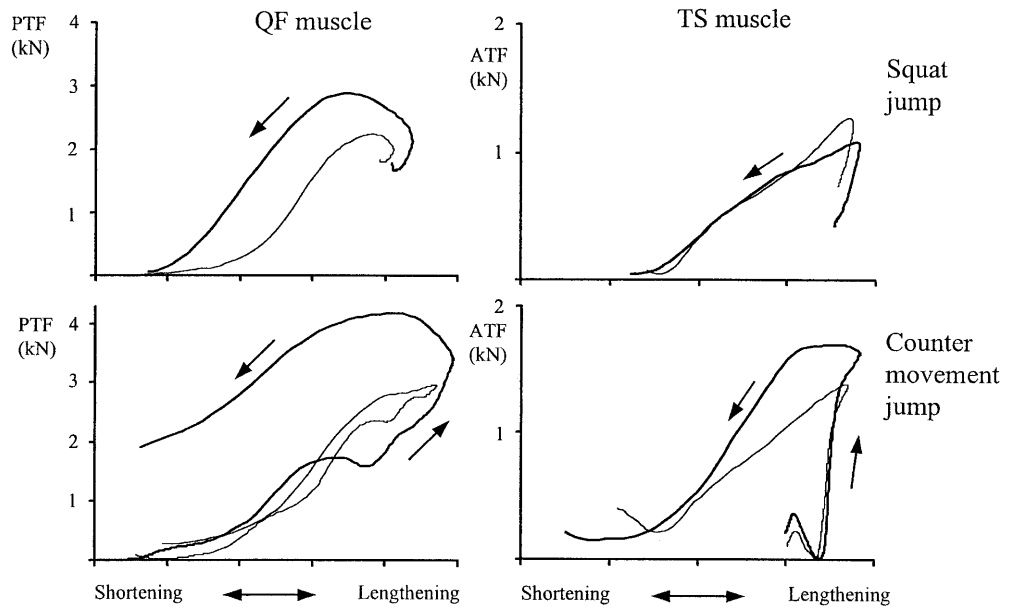 QF muscle
TS muscle
PTF
(kN)
4
3
2
1
ATF
(kN)
2
1
Squat
jump
PTF
(kN)
4
3
2
1
ATF
(kN)
2
1
Counter
movement
jump
Shortening
Lengthening
Shortening
Lengthening